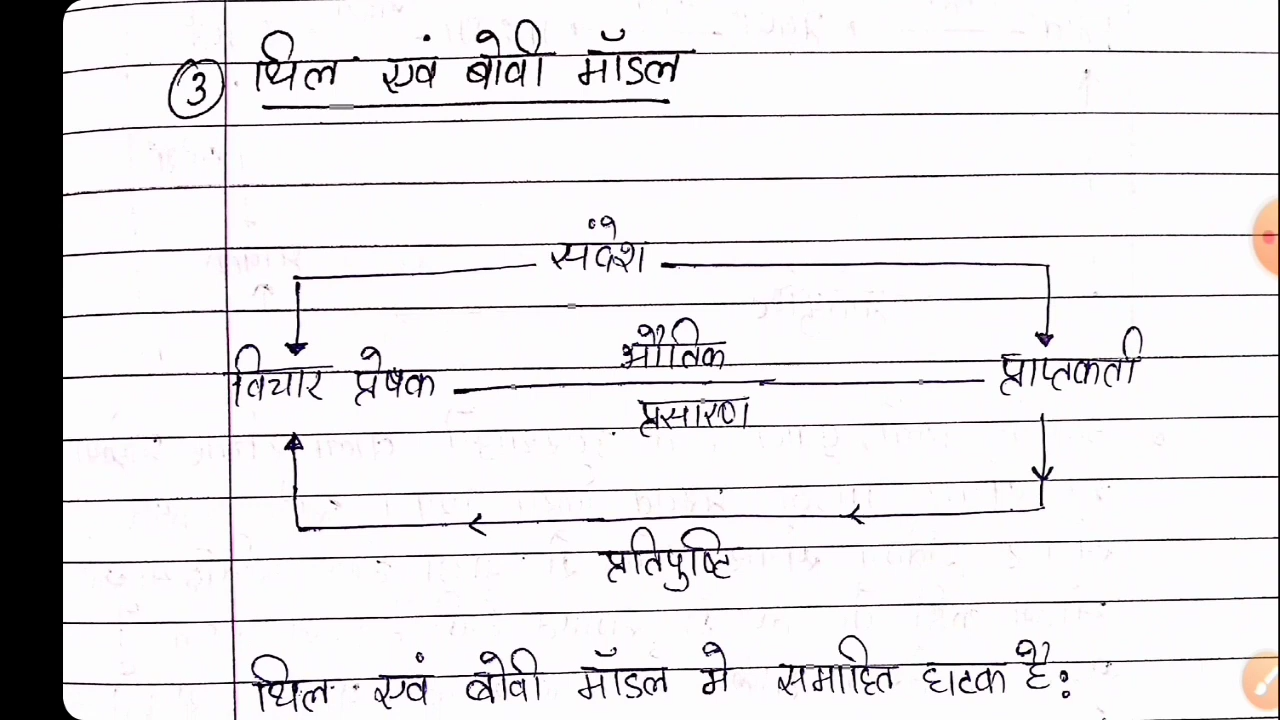 ③ थिल एवं बोवी मॉडल
संदेश
भौतिक
विचार प्रेषक
प्राप्तकर्ता
प्रसारण
प्रतिपुष्टि
थिल एवं बोवी मॉडल मे समाहित घटक है: